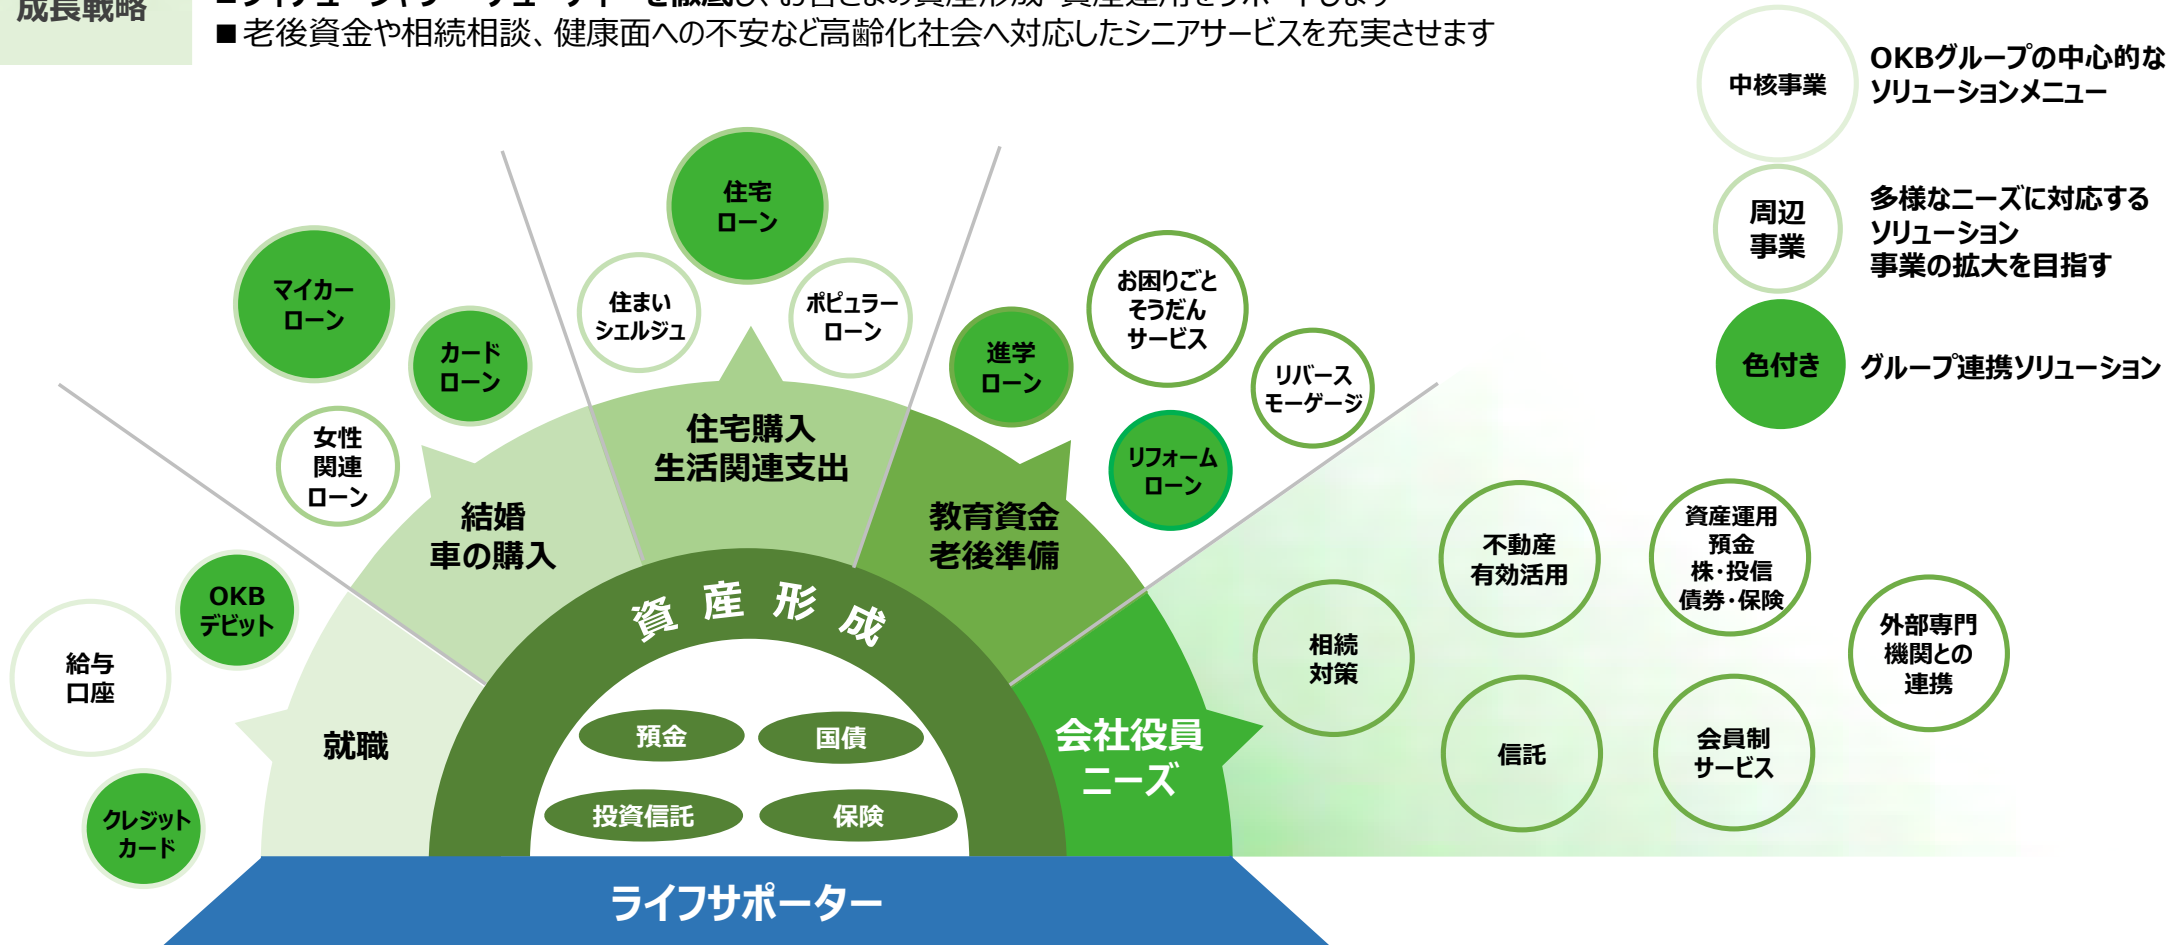 成長戦略
■老後資金や相続相談、健康面への不安など高齢化社会へ対応したシニアサービスを充実させます
中核事業
OKBグループの中心的な
ソリューションメニュー
周辺
事業
多様なニーズに対応する
ソリューション
事業の拡大を目指す
色付き
グループ連携ソリューション
給与
口座
OKB
デビット
クレジット
カード
就職
マイカー
ローン
カード
ローン
女性
関連
ローン
結婚
車の購入
住宅
ローン
住まい
シェルジュ
ポピュラー
ローン
住宅購入
生活関連支出
進学
ローン
お困りごと
そうだん
サービス
リバース
モーゲージ
リフォーム
ローン
教育資金
老後準備
相続
対策
不動産
有効活用
資産運用
預金
株・投信
債券・保険
外部専門
機関との
連携
信託
会員制
サービス
会社役員
ニーズ
資産形成
預金
国債
投資信託
保険
ライフサポーター